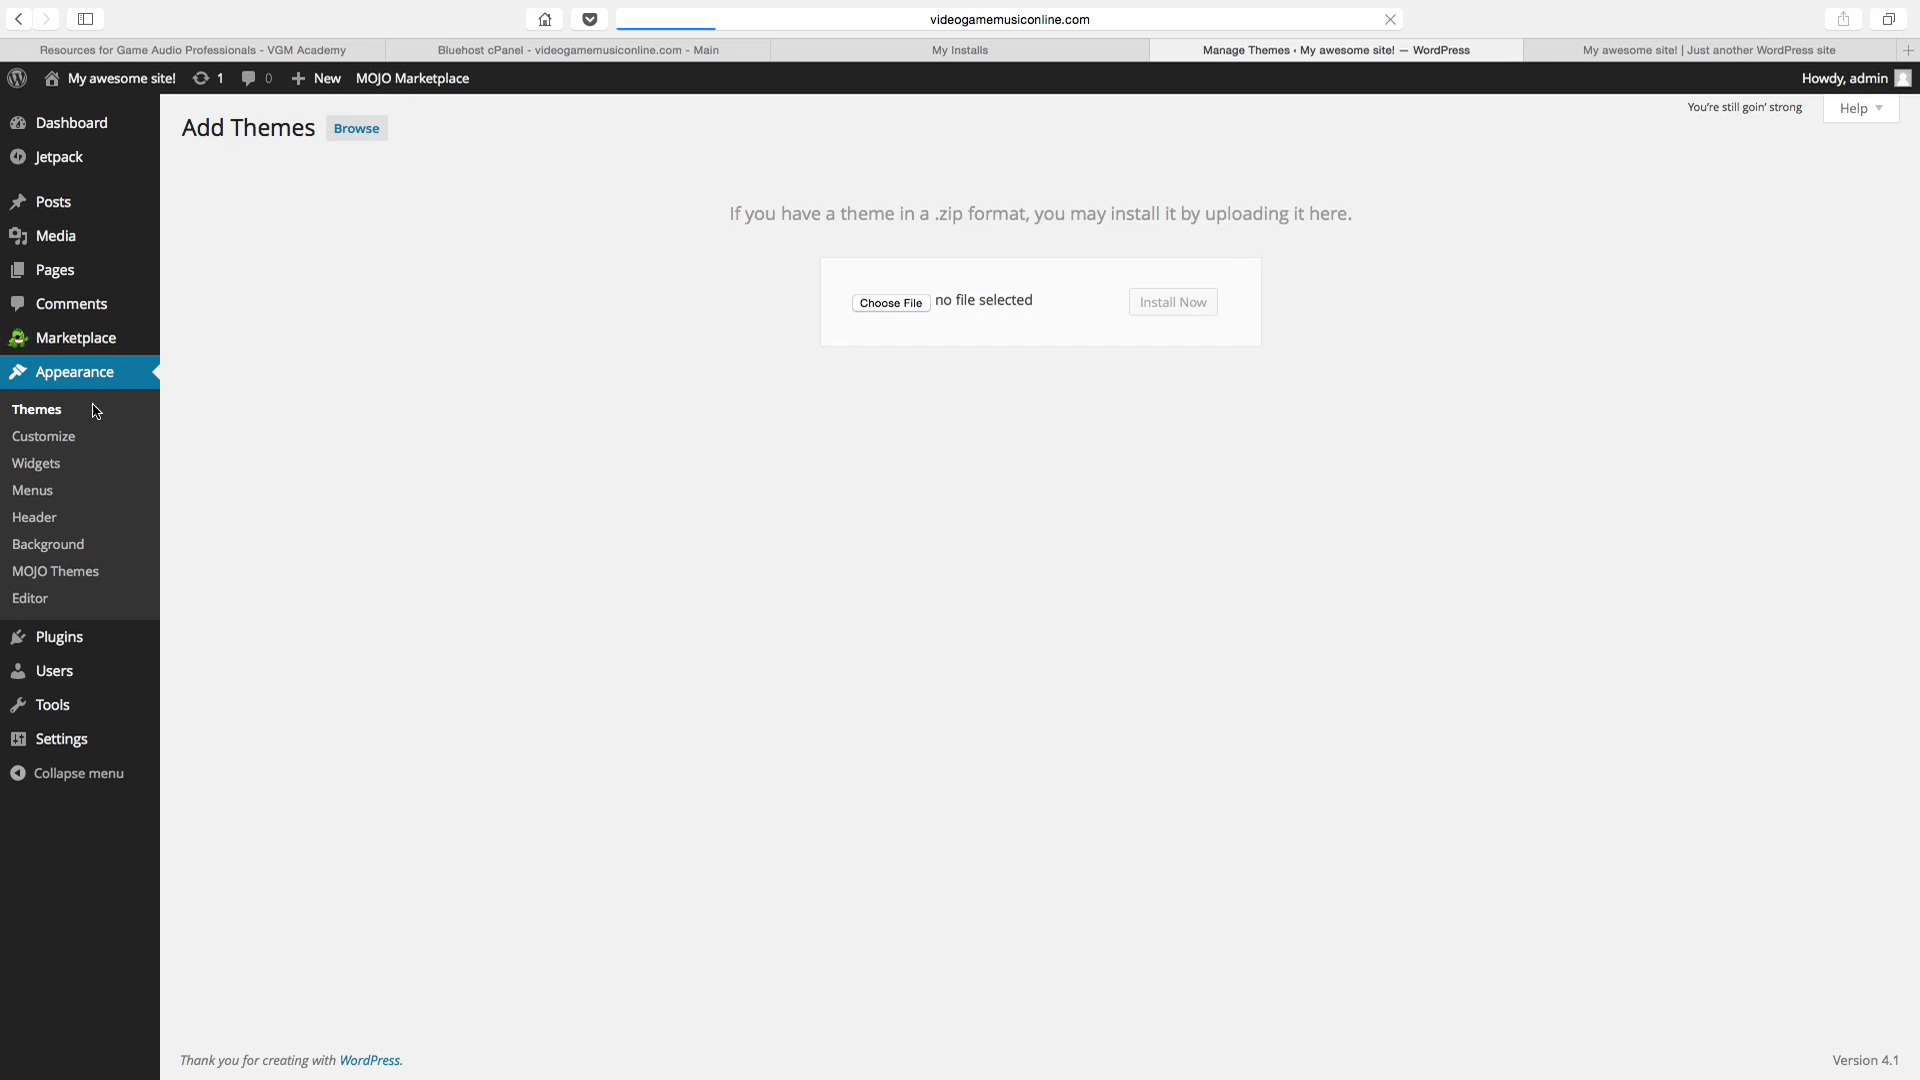 videogamemusiconline.com
Resources for Game Audio Professionals - VGM Academy
Bluehost cPanel - videogamemusiconline.com - Main
My Installs
Manage Themes ‹ My awesome site! — WordPress
My awesome site! | Just another WordPress site
My awesome site!
1
0
New
MOJO Marketplace
Howdy, admin
Dashboard
Jetpack
Posts
Media
Pages
Comments
Marketplace
Appearance
Themes
Customize
Widgets
Menus
Header
Background
MOJO Themes
Editor
Plugins
Users
Tools
Settings
Collapse menu
You're still goin' strong
Help
Add Themes
Browse
If you have a theme in a .zip format, you may install it by uploading it here.
Choose File no file selected
Install Now
Thank you for creating with WordPress.
Version 4.1